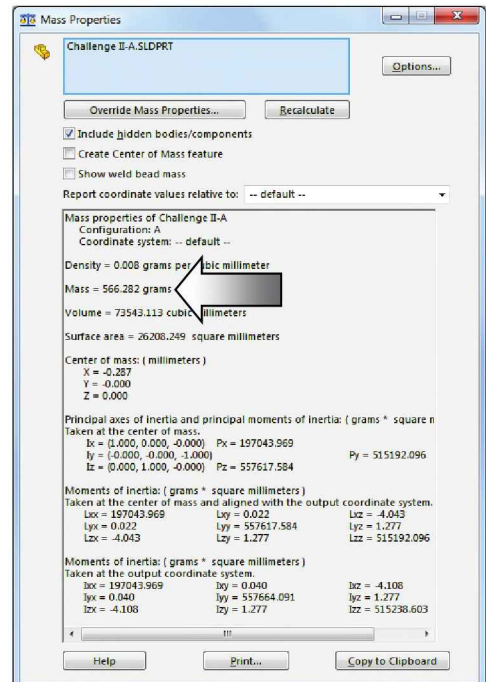 Mass Properties
Challenge II-A.SLDPRT
Options...
Override Mass Properties...    Recalculate
Include hidden bodies/components
Create Center of Mass feature
Show weld bead mass
Report coordinate values relative to:    -- default --
Mass properties of Challenge II-A
Configuration: A
Coordinate system: -- default --
Density = 0.008 grams per cubic millimeter
Mass = 566.282 grams
Volume = 73543.113 cubic millimeters
Surface area = 26208.249  square millimeters
Center of mass: ( millimeters )
X = -0.287
Y = -0.000
Z = 0.000
Principal axes of inertia and principal moments of inertia: ( grams *  square m
Taken at the center of mass.
Ix = (1.000, 0.000, -0.000)    Px = 197043.969
Iy = (-0.000, -0.000, -1.000)    Py = 515192.096
Iz = (0.000, 1.000, -0.000)    Pz = 557617.584
Moments of inertia: ( grams *  square millimeters )
Taken at the center of mass and aligned with the output coordinate system.
Lxx = 197043.969    Lxy = 0.022    Lxz = -4.043
Lyx = 0.022    Lyy = 557617.584    Lyz = 1.277
Lzx = -4.043    Lzy = 1.277    Lzz = 515192.096
Moments of inertia: ( grams *  square millimeters )
Taken at the output coordinate system.
Ixx = 197043.969    Ixy = 0.040    Ixz = -4.108
Iyx = 0.040    Iyy = 557664.091    Iyz = 1.277
Izx = -4.108    Izy = 1.277    Izz = 515238.603
Help    Print...    Copy to Clipboard